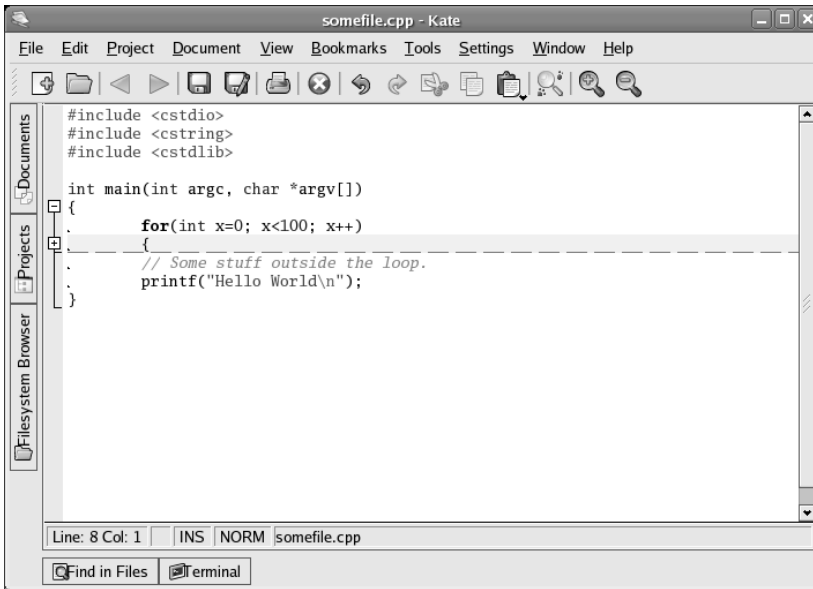 somefile.cpp - Kate
File Edit Project Document View Bookmarks Tools Settings Window Help
Documents
Projects
Filesystem Browser
#include <cstdio>
#include <cstring>
#include <cstdlib>
int main(int argc, char *argv[])
{
for(int x=0; x<100; x++)
{
// Some stuff outside the loop.
printf("Hello World\n");
}
Line: 8 Col: 1 INS NORM somefile.cpp
Find in Files Terminal